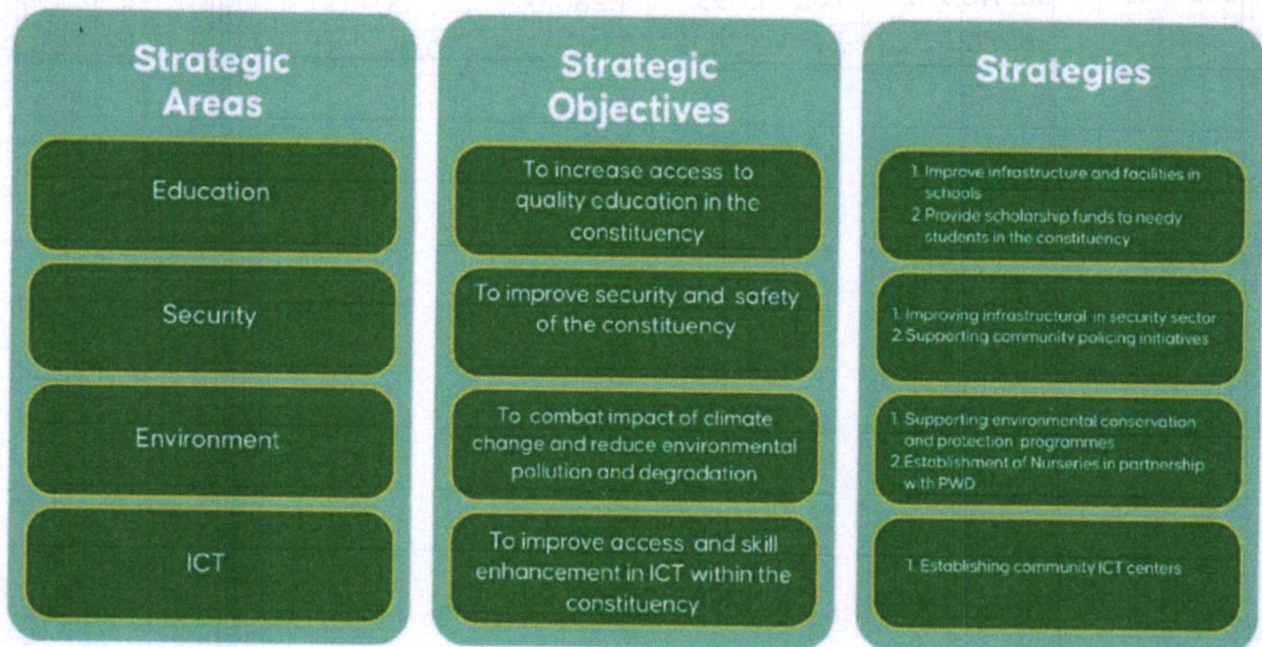 Strategic
Areas
Education
Security
Environment
ICT
Strategic
Objectives
To increase access to
quality education in the
constituency
To improve security and safety
of the constituency
To combat impact of climate
change and reduce environmental
pollution and degradation
To improve access and skill
enhancement in ICT within the
constituency
Strategies
1. Improve infrastructure and facilities in
schools
2 Provide scholarship funds to needy
students in the constituency
1. Improving infrastructural in security sector
2. Supporting community policing initiatives
1. Supporting environmental conservation
and protection programmes
2. Establishment of Nurseries in partnership
with PWD
1. Establishing community ICT centers